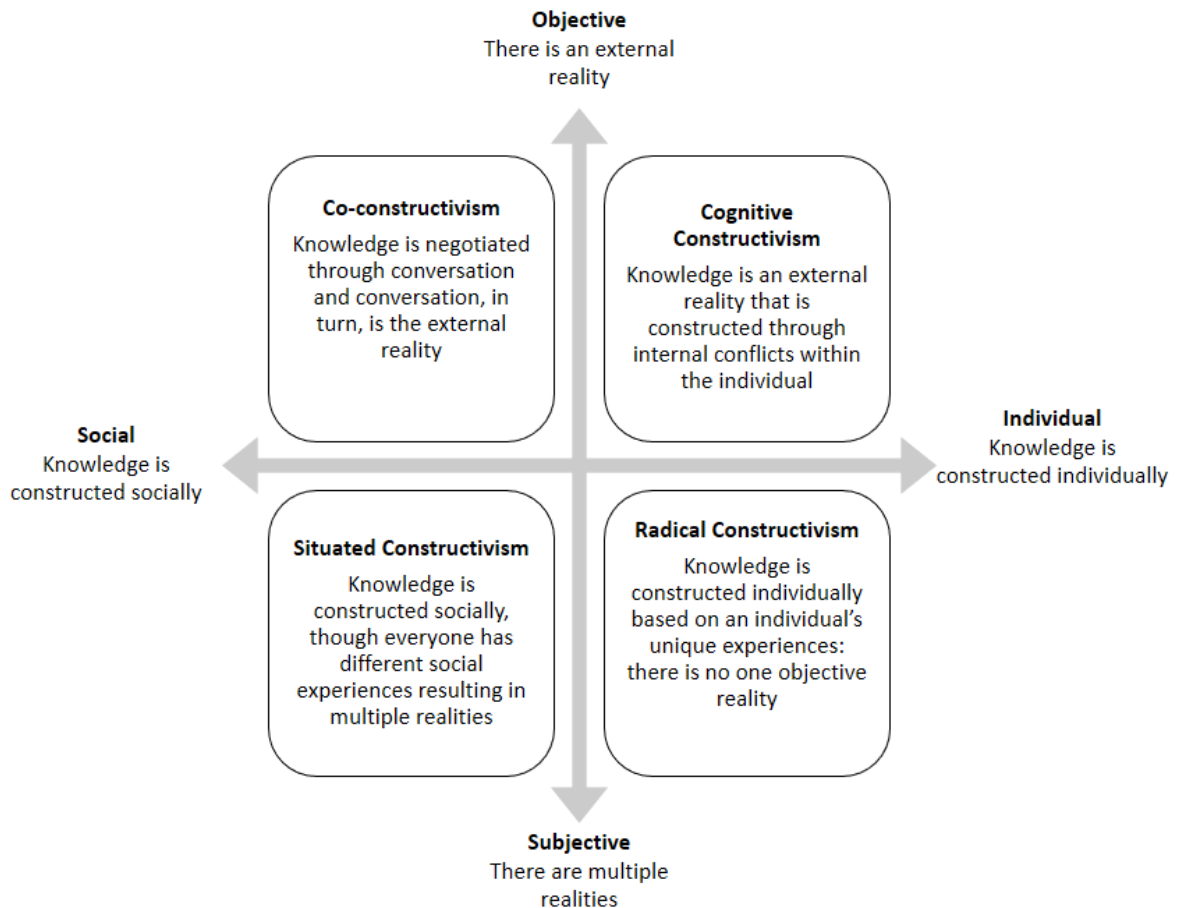 Objective
There is an external
reality
Co-constructivism
Knowledge is negotiated
through conversation
and conversation, in
turn, is the external
reality
Cognitive
Constructivism
Knowledge is an external
reality that is
constructed through
internal conflicts within
the individual
Social
Knowledge is
constructed socially
Individual
Knowledge is
constructed individually
Situated Constructivism
Knowledge is
constructed socially,
though everyone has
different social
experiences resulting in
multiple realities
Radical Constructivism
Knowledge is
constructed individually
based on an individual’s
unique experiences:
there is no one objective
reality
Subjective
There are multiple
realities